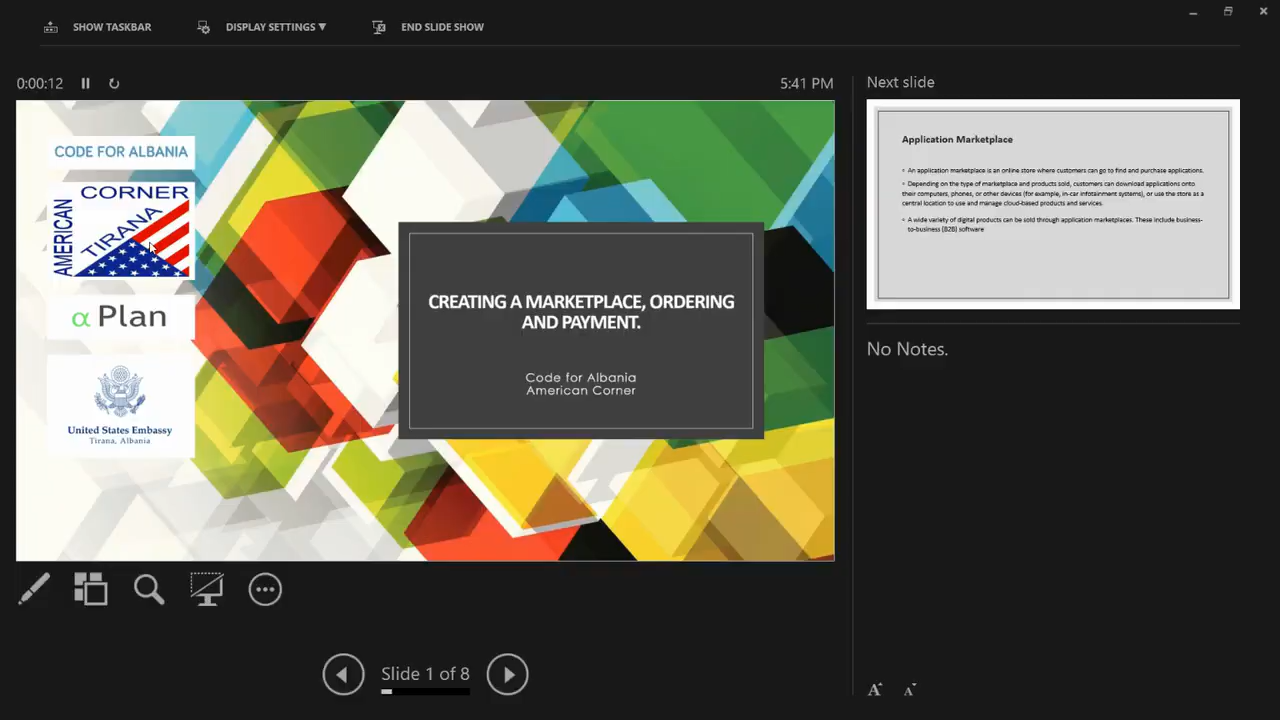 SHOW TASKBAR
DISPLAY SETTINGS ▼
END SLIDE SHOW
0:00:12
5:41 PM
CODE FOR ALBANIA
AMERICAN
CORNER
TIRANA
α Plan
United States Embassy
Tirana, Albania
CREATING A MARKETPLACE, ORDERING
AND PAYMENT.
Code for Albania
American Corner
Slide 1 of 8
Next slide
Application Marketplace
• An application marketplace is an online store where customers can go to find and purchase applications.
• Depending on the type of marketplace and products sold, customers can download applications onto
their computers, phones, or other devices (for example, in-car infotainment systems), or use the store as a
central location to use and manage cloud-based products and services.
• A wide variety of digital products can be sold through application marketplaces. These include business-
to-business (B2B) software
No Notes.
A A